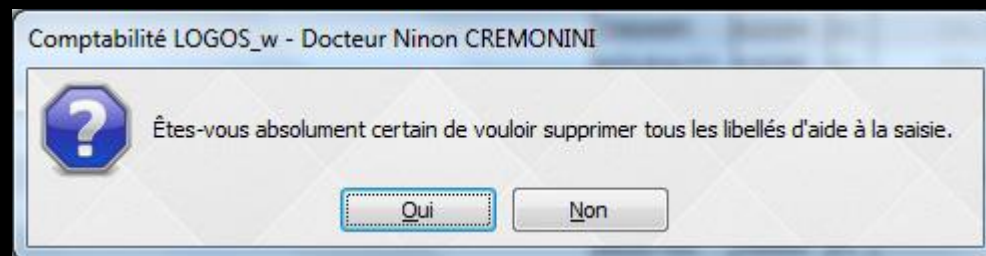 Comptabilité LOGOS_w - Docteur Ninon CREMONINI
Êtes-vous absolument certain de vouloir supprimer tous les libellés d'aide à la saisie.
Oui
Non